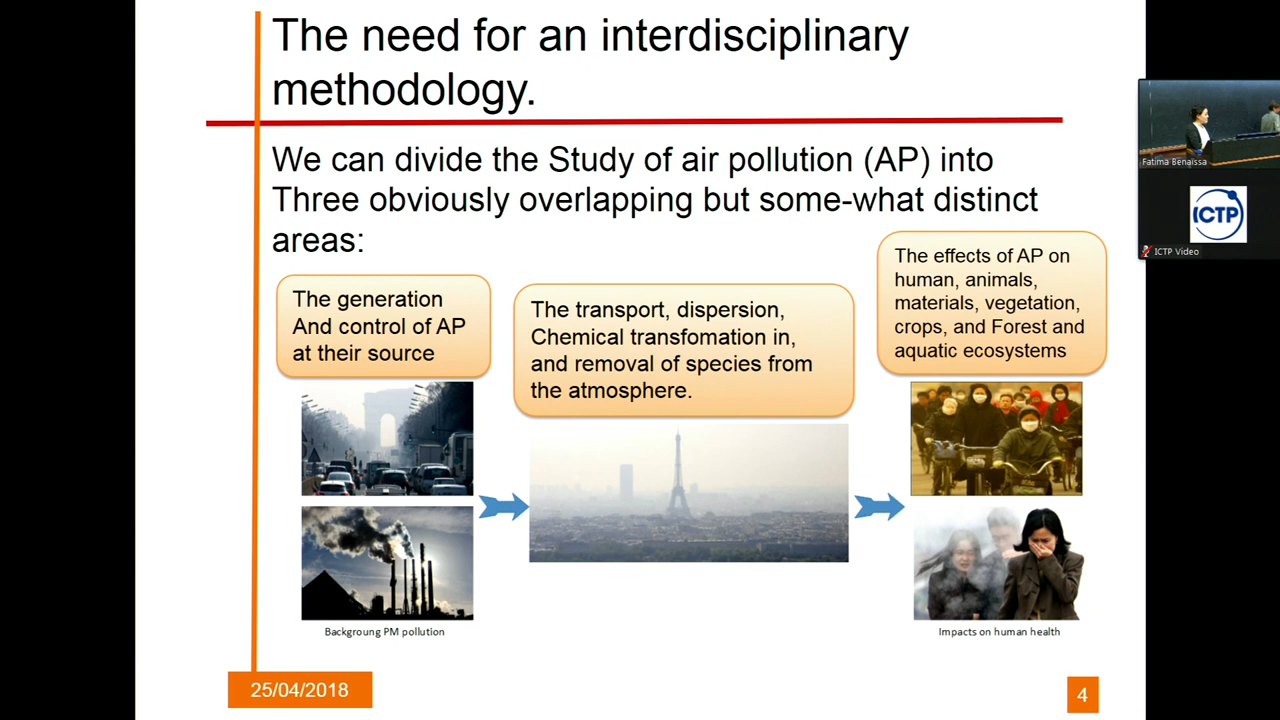 The need for an interdisciplinary
methodology.
We can divide the Study of air pollution (AP) into
Three obviously overlapping but some-what distinct
areas:
The generation
And control of AP
at their source
The transport, dispersion,
Chemical transfomation in,
and removal of species from
the atmosphere.
The effects of AP on
human, animals,
materials, vegetation,
crops, and Forest and
aquatic ecosystems
Backgroung PM pollution
Impacts on human health
25/04/2018
4
Fatima Benaissa
ICTP
ICTP Video